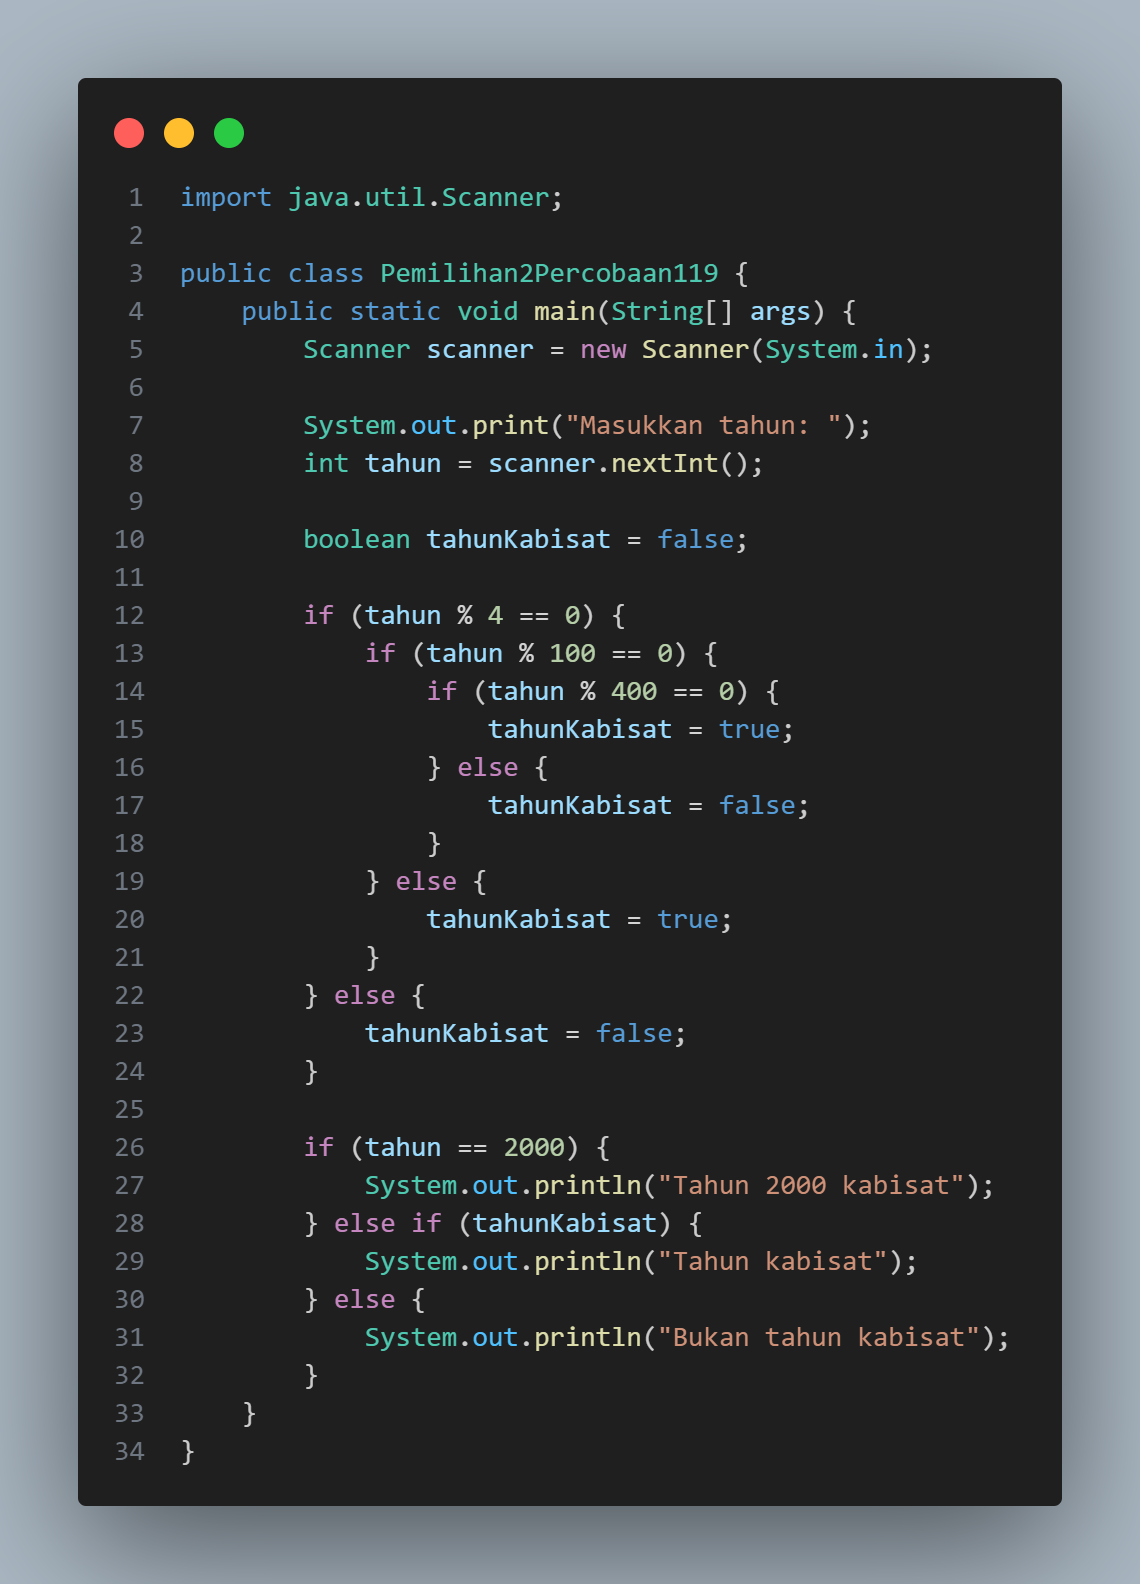 1 import java.util.Scanner;
2
3 public class Pemilihan2Percobaan119 {
4     public static void main(String[] args) {
5         Scanner scanner = new Scanner(System.in);
6
7         System.out.print("Masukkan tahun: ");
8         int tahun = scanner.nextInt();
9
10         boolean tahunKabisat = false;
11
12         if (tahun % 4 == 0) {
13             if (tahun % 100 == 0) {
14                 if (tahun % 400 == 0) {
15                     tahunKabisat = true;
16                 } else {
17                     tahunKabisat = false;
18                 }
19             } else {
20                 tahunKabisat = true;
21             }
22         } else {
23             tahunKabisat = false;
24         }
25
26         if (tahun == 2000) {
27             System.out.println("Tahun 2000 kabisat");
28         } else if (tahunKabisat) {
29             System.out.println("Tahun kabisat");
30         } else {
31             System.out.println("Bukan tahun kabisat");
32         }
33     }
34 }